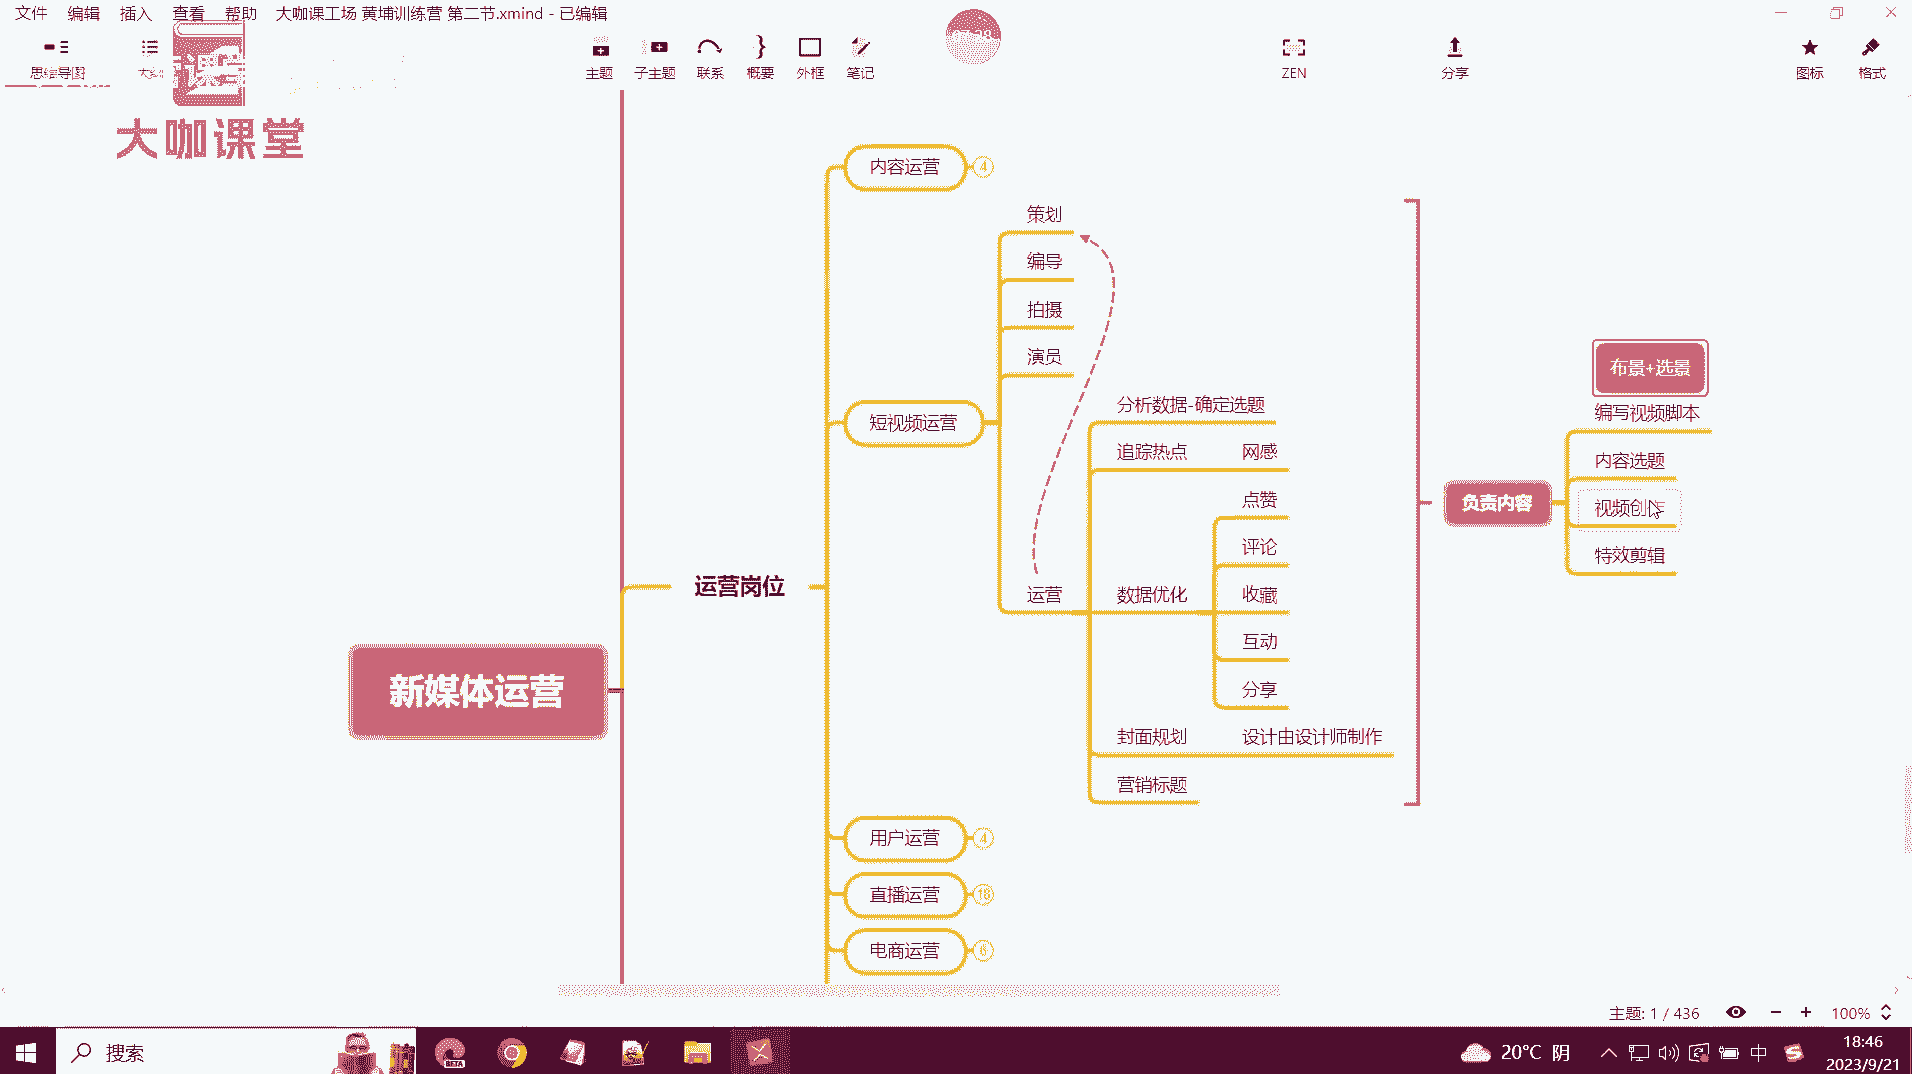 文件 编辑 插入 查看 帮助 大咖课工场 黄埔训练营 第二节.xmind - 已编辑
思维导图
主题 子主题 联系 概要 外框 笔记 ZEN 分享 图标 格式
课
大咖课堂
内容运营 4
策划
编导
拍摄
演员
布景+选景
分析数据-确定选题
编写视频脚本
短视频运营
追踪热点 网感
内容选题
点赞
负责内容
视频创作
评论
特效剪辑
运营岗位
运营 数据优化 收藏
互动
新媒体运营
分享
封面规划 设计由设计师制作
营销标题
用户运营 4
直播运营 18
电商运营 6
主题: 1 / 436 100%
搜索
BETA
20°C 阴
中
18:46
2023/9/21